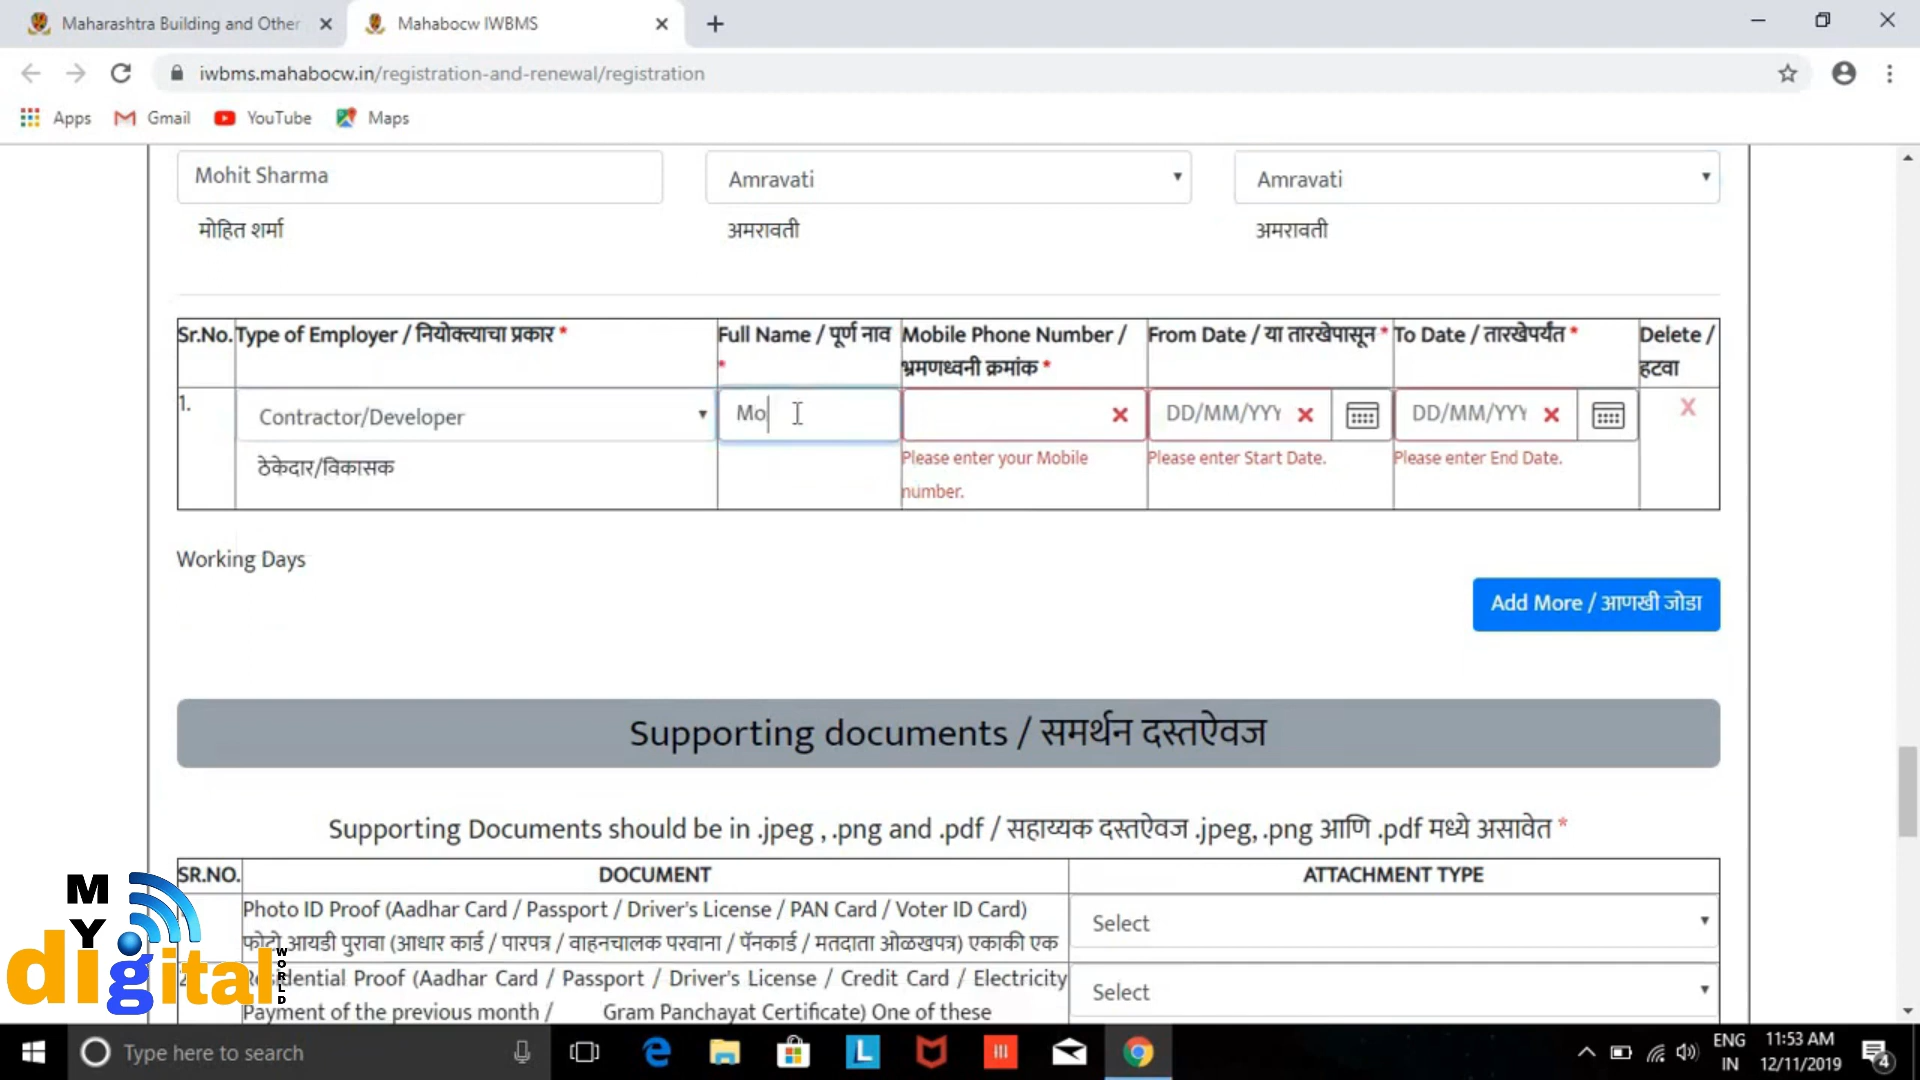 Maharashtra Building and Other
Mahabocw IWBMS
iwbms.mahabocw.in/registration-and-renewal/registration
Apps Gmail YouTube Maps
Mohit Sharma Amravati Amravati
मोहित शर्मा अमरावती अमरावती
Sr.No. Type of Employer / नियोक्त्याचा प्रकार * Full Name / पूर्ण नाव * Mobile Phone Number / भ्रमणध्वनी क्रमांक * From Date / या तारखेपासून * To Date / तारखेपर्यंत * Delete / हटवा
1. Contractor/Developer Mo DD/MM/YYY DD/MM/YYY X
ठेकेदार/विकासक Please enter your Mobile number. Please enter Start Date. Please enter End Date.
Working Days
Add More / आणखी जोडा
Supporting documents / समर्थन दस्तऐवज
Supporting Documents should be in .jpeg , .png and .pdf / सहाय्यक दस्तऐवज .jpeg, .png आणि .pdf मध्ये असावेत *
SR.NO. DOCUMENT ATTACHMENT TYPE
Photo ID Proof (Aadhar Card / Passport / Driver's License / PAN Card / Voter ID Card) Select
फोटो आयडी पुरावा (आधार कार्ड / पारपत्र / वाहनचालक परवाना / पॅनकार्ड / मतदाता ओळखपत्र) एकाकी एक
2 Residential Proof (Aadhar Card / Passport / Driver's License / Credit Card / Electricity Select
Payment of the previous month / Gram Panchayat Certificate) One of these
MY
digital
WORLD
Type here to search
ENG 11:53 AM
IN 12/11/2019 4